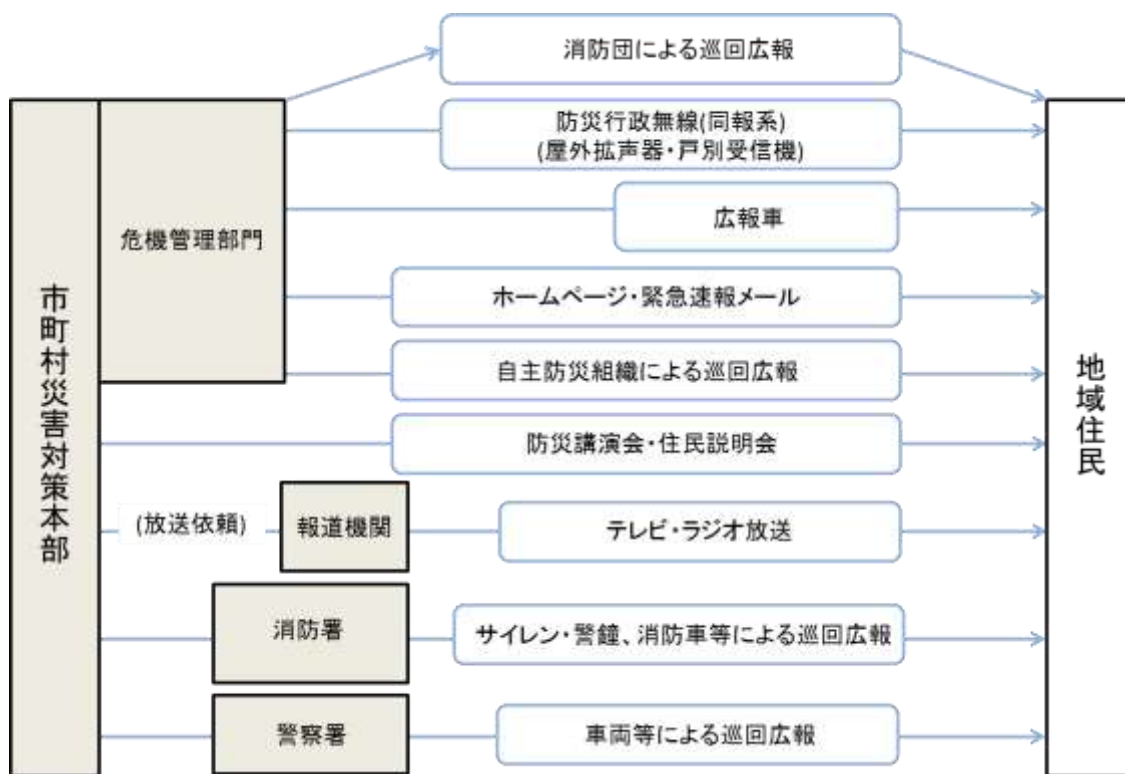 消防団による巡回広報
防災行政無線(同報系)
(屋外拡声器・戸別受信機)
広報車
危機管理部門
ホームページ・緊急速報メール
市町村災害対策本部
自主防災組織による巡回広報
地域住民
防災講演会・住民説明会
(放送依頼)
報道機関
テレビ・ラジオ放送
消防署
サイレン・警鐘、消防車等による巡回広報
警察署
車両等による巡回広報